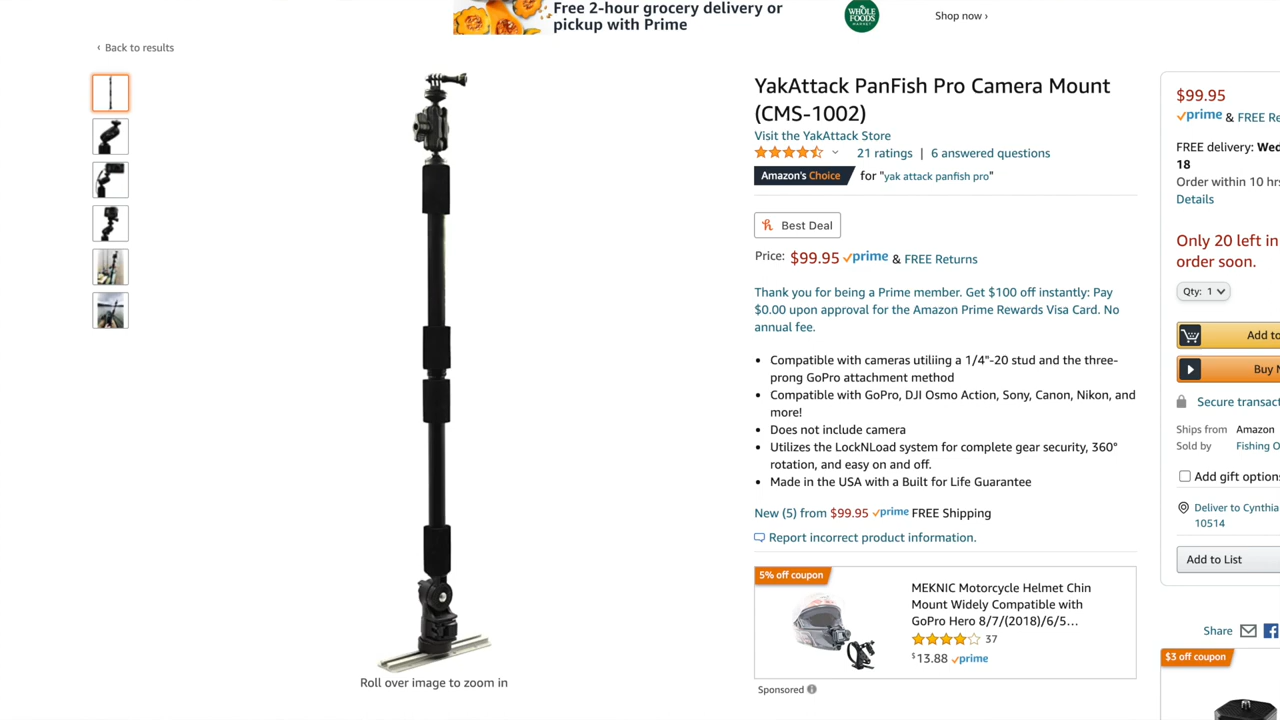 Free 2-hour grocery delivery or
pickup with Prime
WHOLE
FOODS
MARKET
Shop now ›
‹ Back to results
YakAttack PanFish Pro Camera Mount
(CMS-1002)
Visit the YakAttack Store
21 ratings | 6 answered questions
Amazon's Choice for "yak attack panfish pro"
Best Deal
Price: $99.95 prime & FREE Returns
Thank you for being a Prime member. Get $100 off instantly: Pay
$0.00 upon approval for the Amazon Prime Rewards Visa Card. No
annual fee.
• Compatible with cameras utiliing a 1/4"-20 stud and the three-
prong GoPro attachment method
• Compatible with GoPro, DJI Osmo Action, Sony, Canon, Nikon, and
more!
• Does not include camera
• Utilizes the LockNLoad system for complete gear security, 360°
rotation, and easy on and off.
• Made in the USA with a Built for Life Guarantee
New (5) from $99.95 prime FREE Shipping
Report incorrect product information.
5% off coupon
MEKNIC Motorcycle Helmet Chin
Mount Widely Compatible with
GoPro Hero 8/7/(2018)/6/5...
37
$13.88 prime
Sponsored
Roll over image to zoom in
$99.95
prime & FREE Re
FREE delivery: Wed
18
Order within 10 hrs
Details
Only 20 left in
order soon.
Qty: 1
Add to
Buy N
Secure transact
Ships from Amazon
Sold by Fishing O
Add gift option
Deliver to Cynthia
10514
Add to List
Share
$3 off coupon